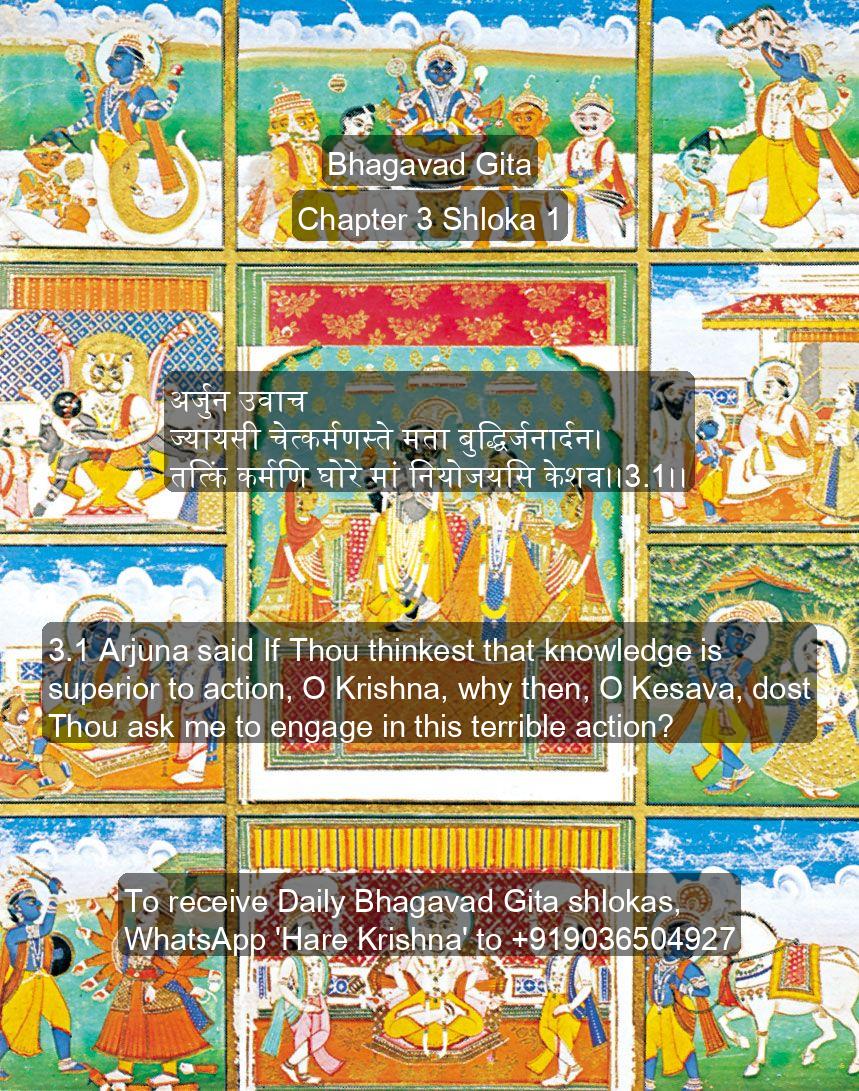 Bhagavad Gita
Chapter 3 Shloka 1
अर्जुन उवाच
ज्यायसी चेत्कर्मणस्ते मता बुद्धिर्जनार्दन।
तत्किं कर्मणि घोरे मां नियोजयसि केशव।।3.1।।
3.1 Arjuna said If Thou thinkest that knowledge is
superior to action, O Krishna, why then, O Kesava, dost
Thou ask me to engage in this terrible action?
To receive Daily Bhagavad Gita shlokas,
WhatsApp 'Hare Krishna' to +919036504927